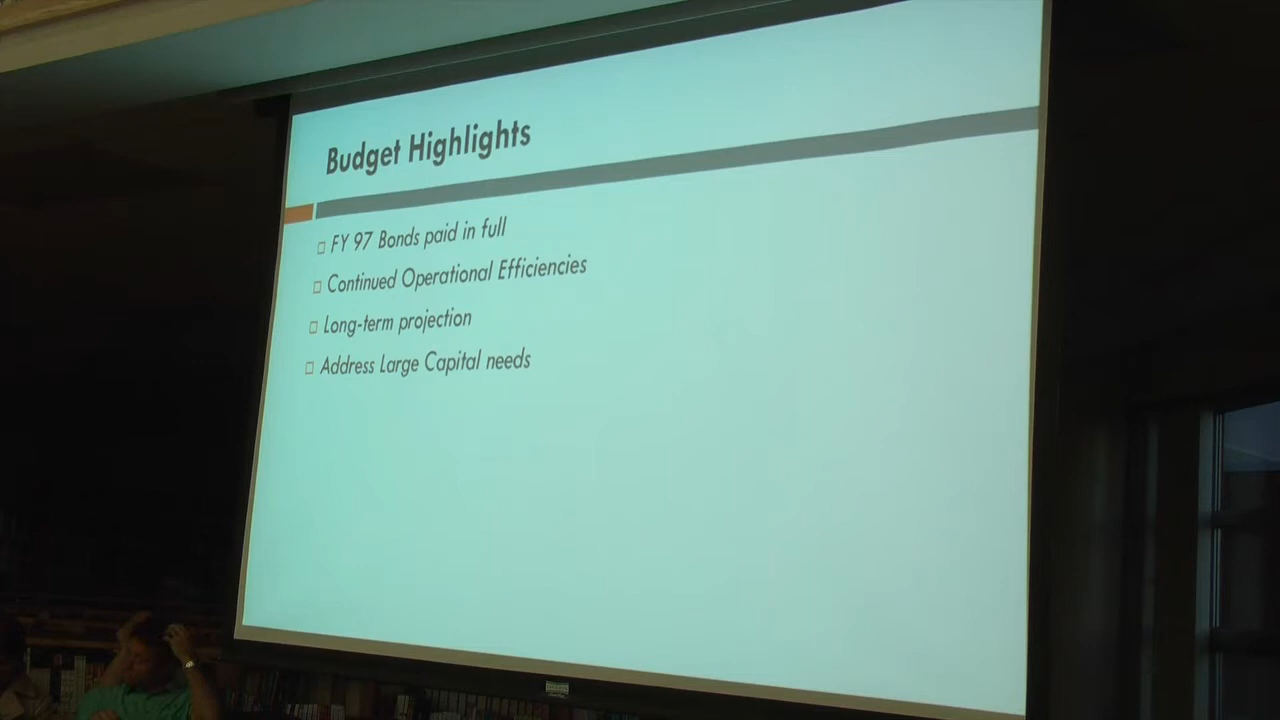 Budget Highlights
FY 97 Bonds paid in full
Continued Operational Efficiencies
Long-term projection
Address Large Capital needs